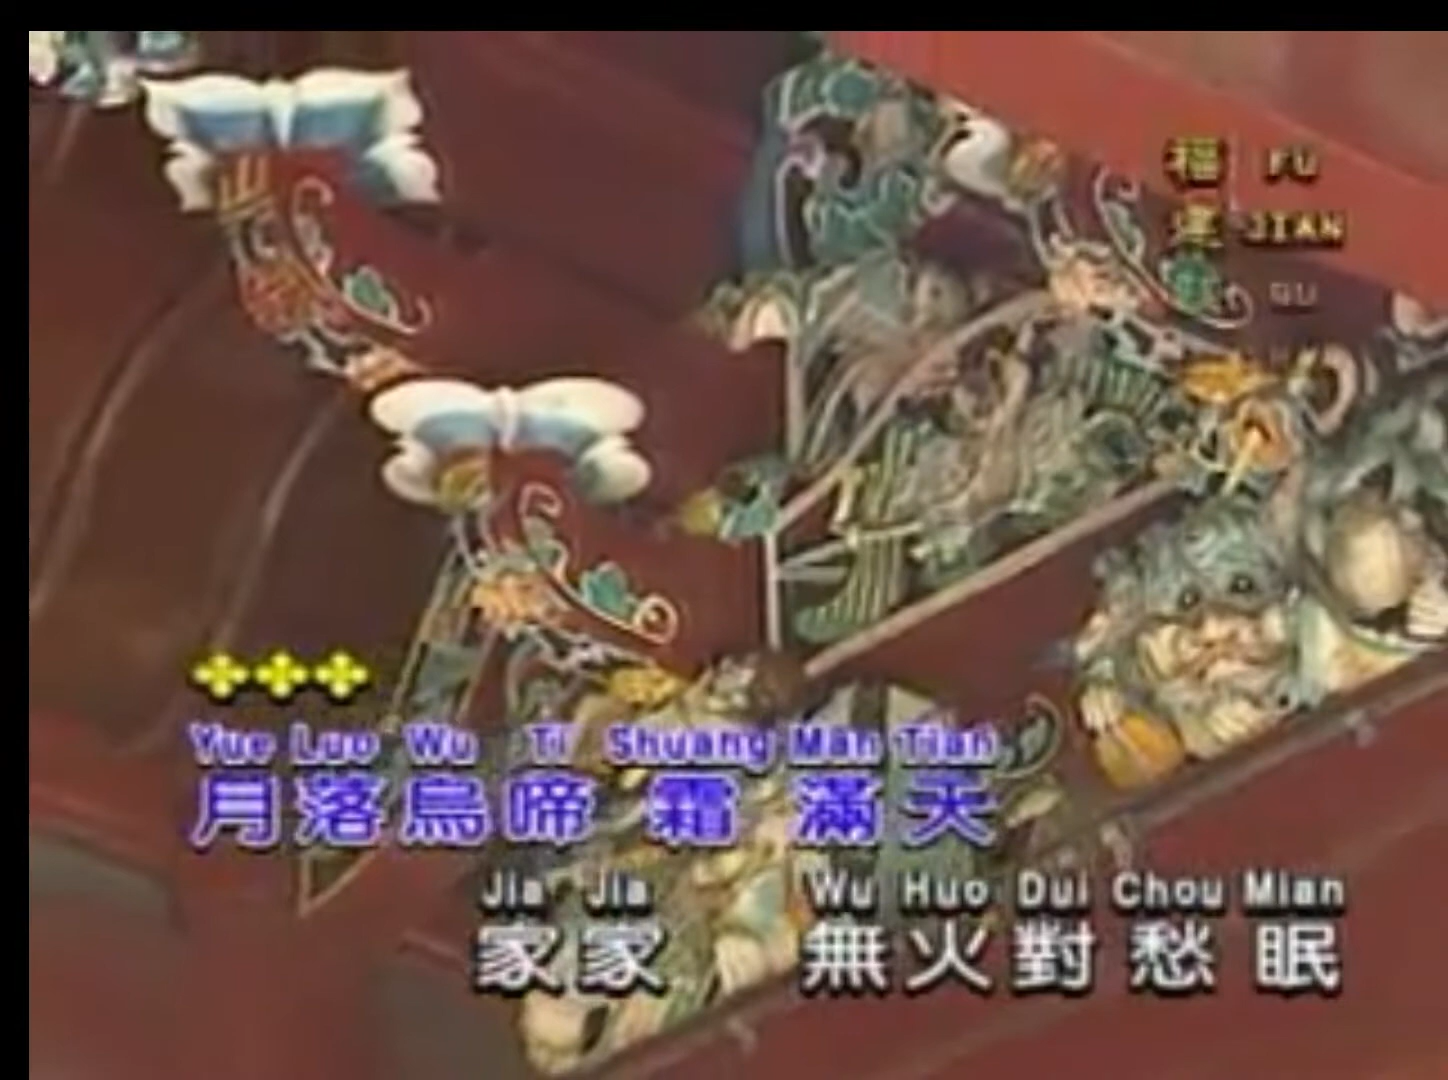 福 FU
建 JIAN
QU
Yue Luo Wu Ti Shuang Man Tian
月落烏啼 霜 滿 天
Jia Jia Wu Huo Dui Chou Mian
家家 無火對 愁 眠